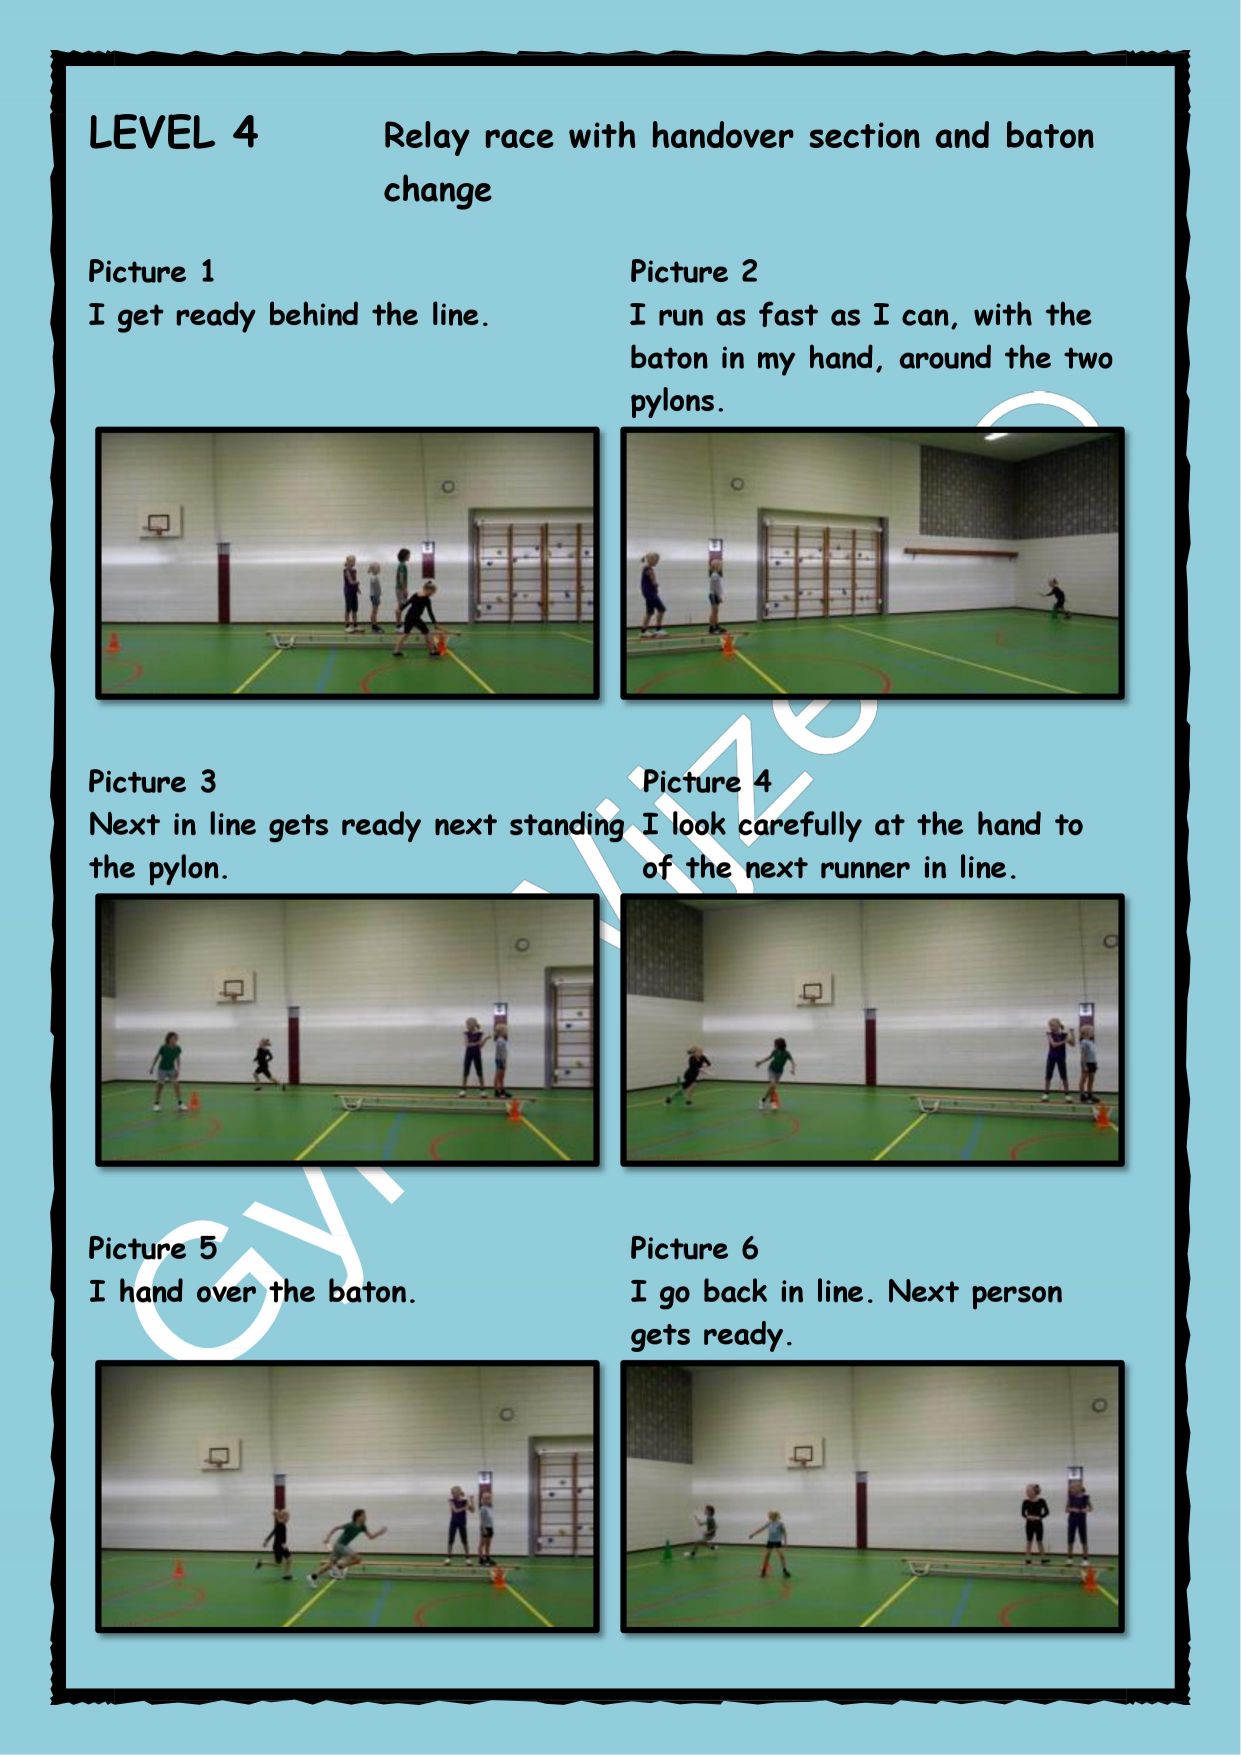 LEVEL 4
Relay race with handover section and baton
change
Picture 1
I get ready behind the line.
Picture 2
I run as fast as I can, with the
baton in my hand, around the two
pylons.
Picture 3
Next in line gets ready next standing
the pylon.
Picture 4
I look carefully at the hand to
of the next runner in line.
Picture 5
I hand over the baton.
Picture 6
I go back in line. Next person
gets ready.